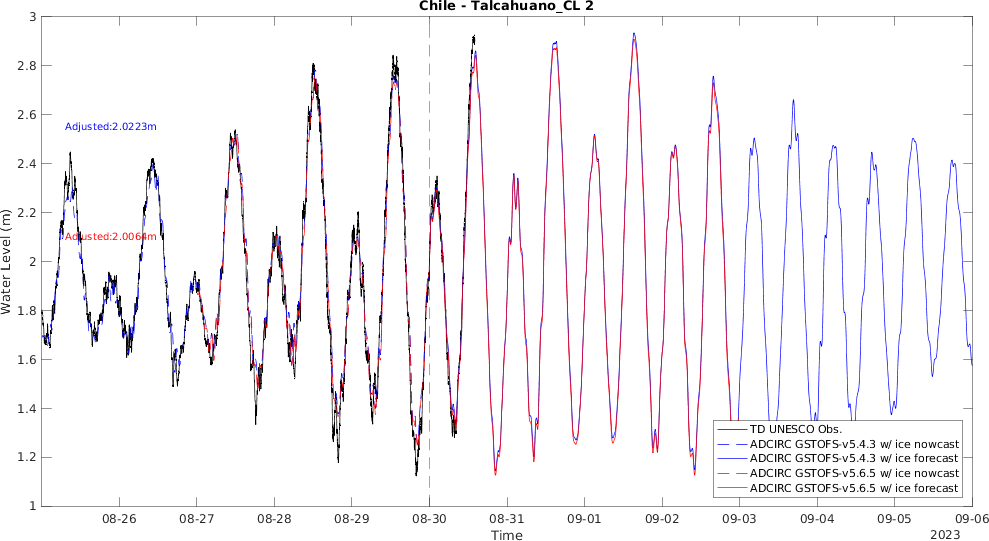 Chile - Talcahuano_CL 2
3
2.8
2.6
2.4
2.2
2
1.8
1.6
1.4
1.2
1
Water Level (m)
Adjusted:2.0223m
Adjusted:2.0064m
TD UNESCO Obs.
ADCIRC GSTOFS-v5.4.3 w/ ice nowcast
ADCIRC GSTOFS-v5.4.3 w/ ice forecast
ADCIRC GSTOFS-v5.6.5 w/ ice nowcast
ADCIRC GSTOFS-v5.6.5 w/ ice forecast
08-26 08-27 08-28 08-29 08-30 08-31 09-01 09-02 09-03 09-04 09-05 09-06
Time
2023